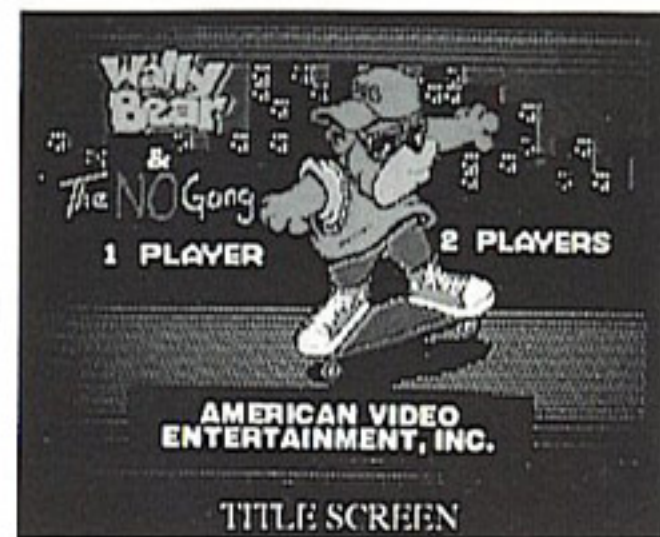 Wally
Bear
&
The NO Gang
1 PLAYER
2 PLAYERS
AMERICAN VIDEO
ENTERTAINMENT, INC.
TITLE SCREEN